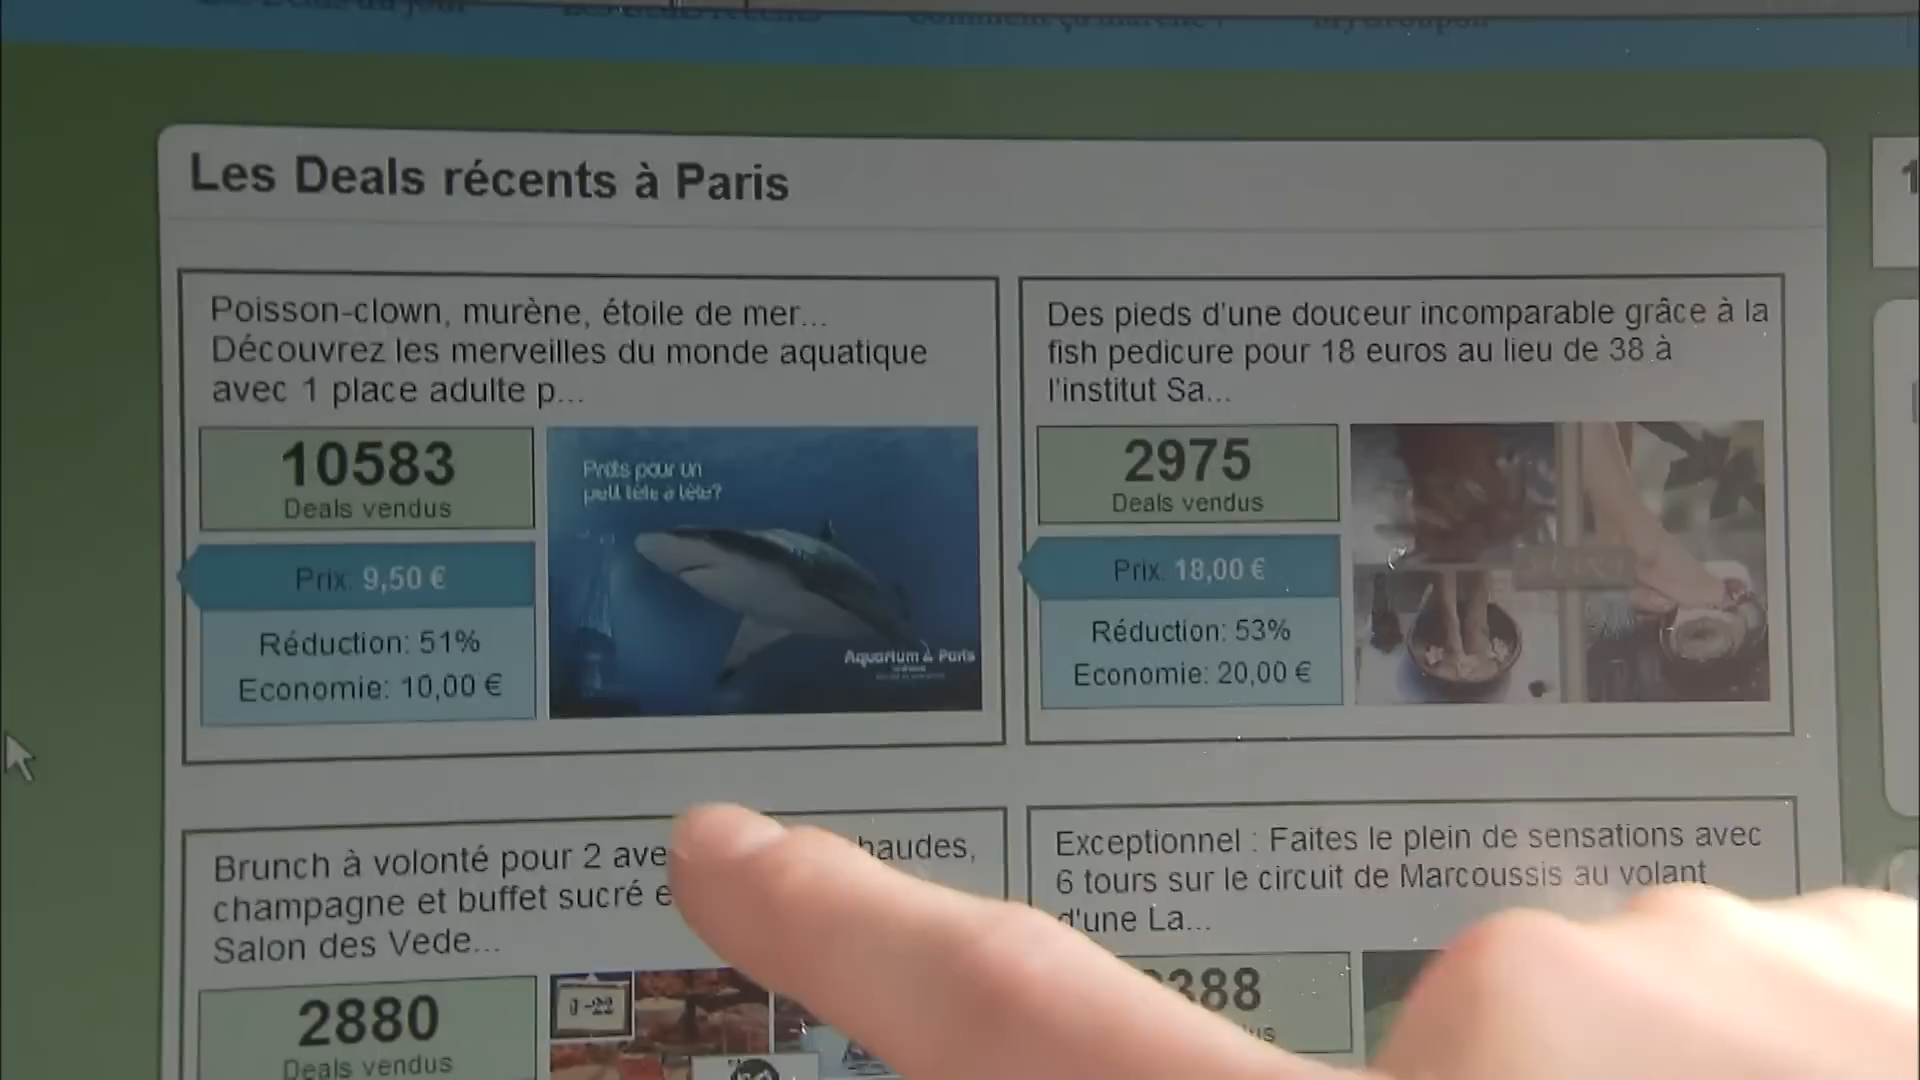 Les Deals récents à Paris
Poisson-clown, murène, étoile de mer...
Découvrez les merveilles du monde aquatique
avec 1 place adulte p...
10583
Deals vendus
Prix: 9,50 €
Réduction: 51%
Economie: 10,00 €
Prêts pour un
petit tête à tête?
Aquarium de Paris
Des pieds d'une douceur incomparable grâce à la
fish pedicure pour 18 euros au lieu de 38 à
l'institut Sa...
2975
Deals vendus
Prix: 18,00 €
Réduction: 53%
Economie: 20,00 €
Brunch à volonté pour 2 ave haudes,
champagne et buffet sucré e
Salon des Vede...
2880
Deals vendus
Exceptionnel : Faites le plein de sensations avec
6 tours sur le circuit de Marcoussis au volant
d'une La...
388